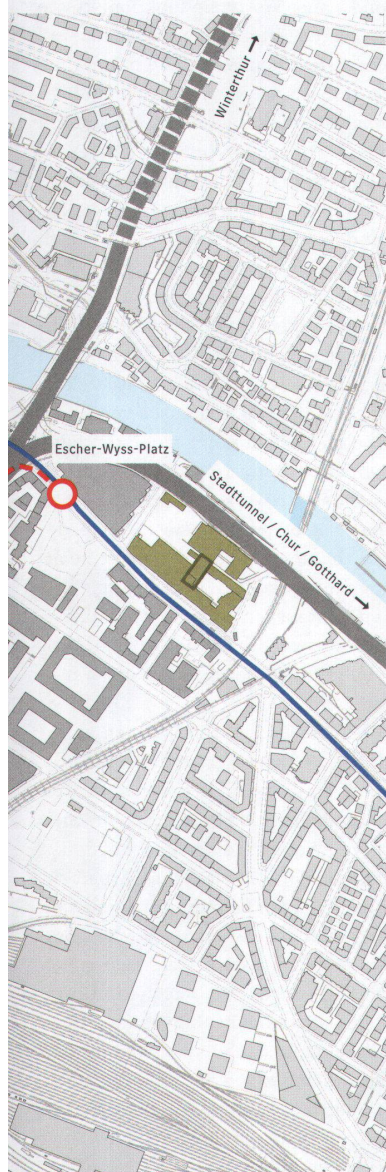 Winterthur →
Escher-Wyss-Platz
Stadttunnel / Chur / Gotthard →